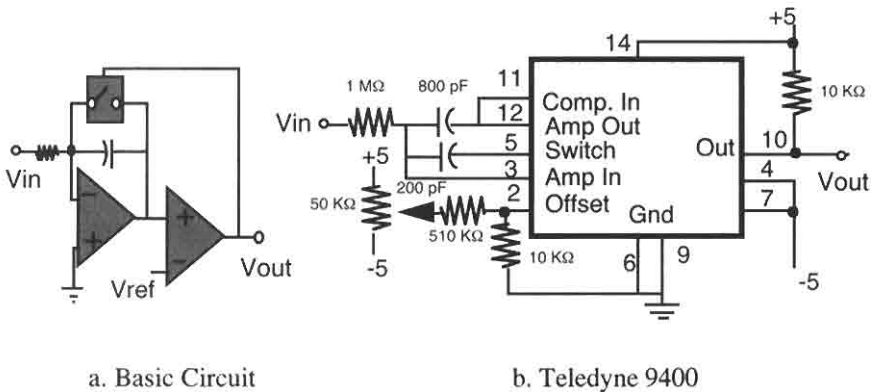 Vin
-
+
+
-
Vref
Vout
a. Basic Circuit
+5
14
1 MΩ
800 pF
11
12
Vin
Comp. In
Amp Out
10 KΩ
5
Switch
Out
10
3
Amp In
4
Vout
+5
200 pF
2
Offset
7
50 KΩ
510 KΩ
Gnd
10 KΩ
6
9
-5
-5
b. Teledyne 9400